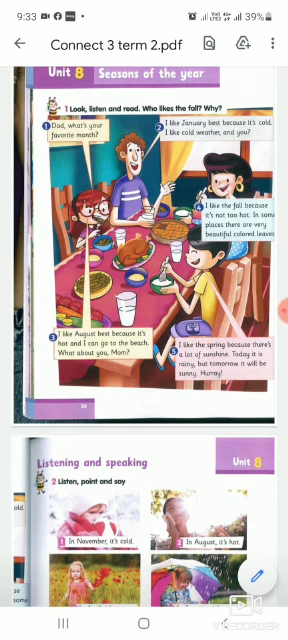 9:33
39%
Connect 3 term 2.pdf
Unit 8 Seasons of the year
1 Look, listen and read. Who likes the fall? Why?
1 Dad, what's your
favorite month?
2 I like January best because it's cold.
I like cold weather, and you?
4 I like the fall because
it's not too hot. In som
places there are very
beautiful colored leaves
3 I like August best because it's
hot and I can go to the beach.
What about you, Mom?
5 I like the spring because there's
a lot of sunshine. Today it is
rainy, but tomorrow it will be
sunny. Hurray!
Listening and speaking
Unit 8
2 Listen, point and say
old.
1 In November, it's cold.
2 In August, it's hot.
se
som
RECORDER